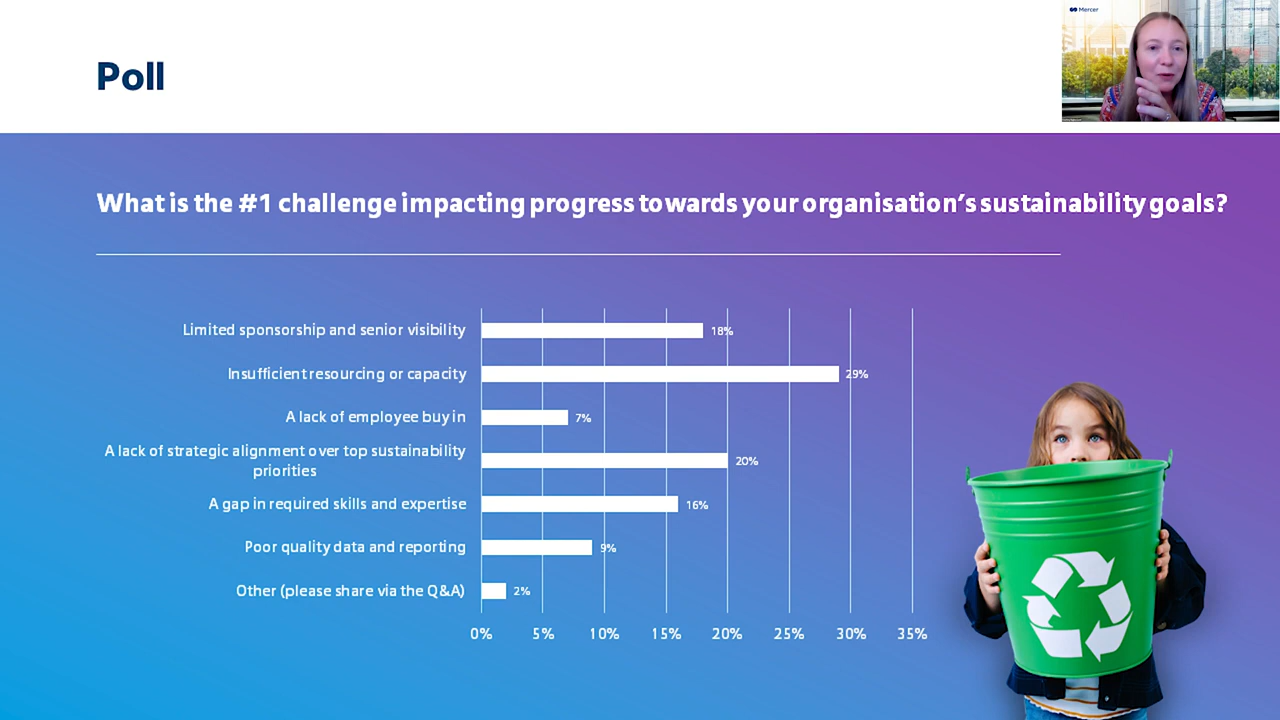 Poll
Mercer
What is the #1 challenge impacting progress towards your organisation's sustainability goals?
Limited sponsorship and senior visibility 18%
Insufficient resourcing or capacity 29%
A lack of employee buy in 7%
A lack of strategic alignment over top sustainability
priorities 20%
A gap in required skills and expertise 16%
Poor quality data and reporting 9%
Other (please share via the Q&A) 2%
0% 5% 10% 15% 20% 25% 30% 35%